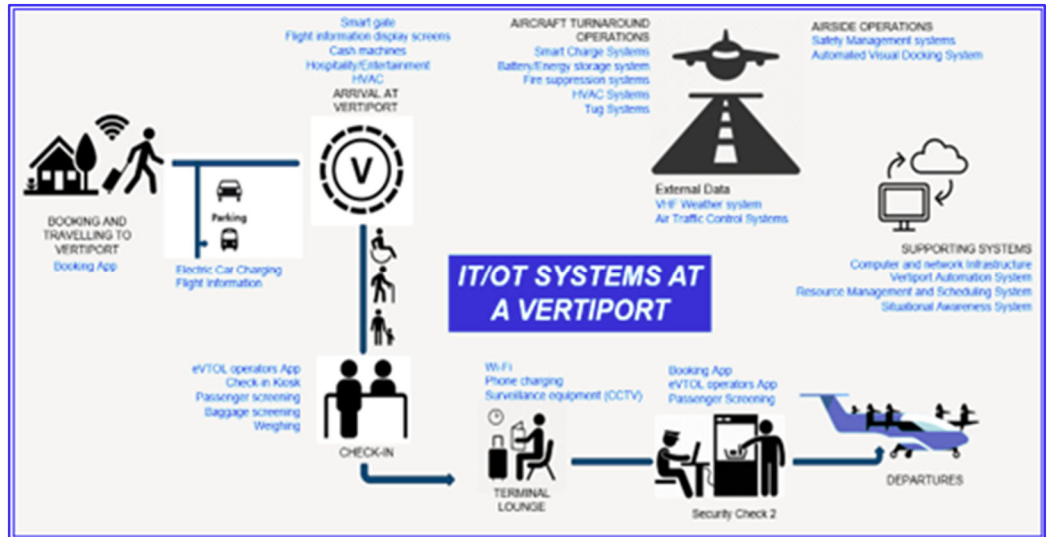 Smart gate
Flight information display screens
Cash machines
Hospitality/Entertainment
HVAC
ARRIVAL AT
VERTIPORT
V
AIRCRAFT TURNAROUND
OPERATIONS
Smart Charge Systems
Battery/Energy storage system
Fire suppression systems
HVAC Systems
Tug Systems
AIRSIDE OPERATIONS
Safety Management systems
Automated Visual Docking System
BOOKING AND
TRAVELLING TO
VERTIPORT
Booking App
Parking
Electric Car Charging
Flight Information
External Data
VHF Weather system
Air Traffic Control Systems
SUPPORTING SYSTEMS
Computer and network Infrastructure
Vertiport Automation System
Resource Management and Scheduling System
Situational Awareness System
IT/OT SYSTEMS AT
A VERTIPORT
eVTOL operators App
Check-in Kiosk
Passenger screening
Baggage screening
Weighing
CHECK-IN
Wi-Fi
Phone charging
Surveillance equipment (CCTV)
TERMINAL
LOUNGE
Booking App
eVTOL operators App
Passenger Screening
Security Check 2
DEPARTURES